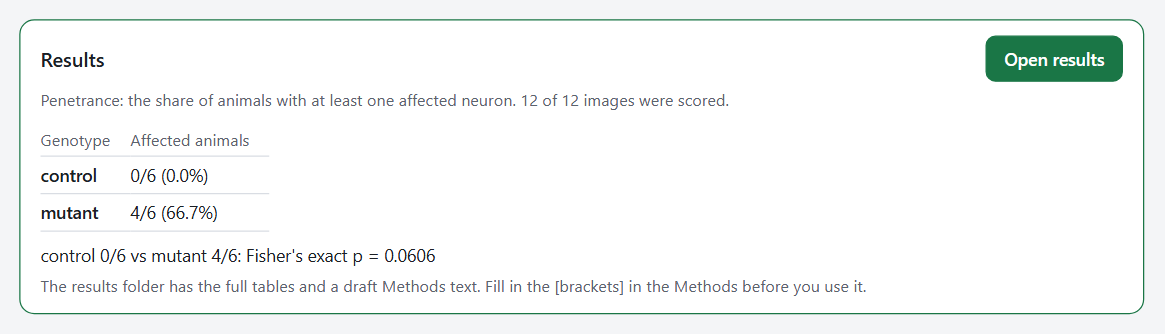 Results
Open results
Penetrance: the share of animals with at least one affected neuron. 12 of 12 images were scored.
Genotype Affected animals
control 0/6 (0.0%)
mutant 4/6 (66.7%)
control 0/6 vs mutant 4/6: Fisher's exact p = 0.0606
The results folder has the full tables and a draft Methods text. Fill in the [brackets] in the Methods before you use it.